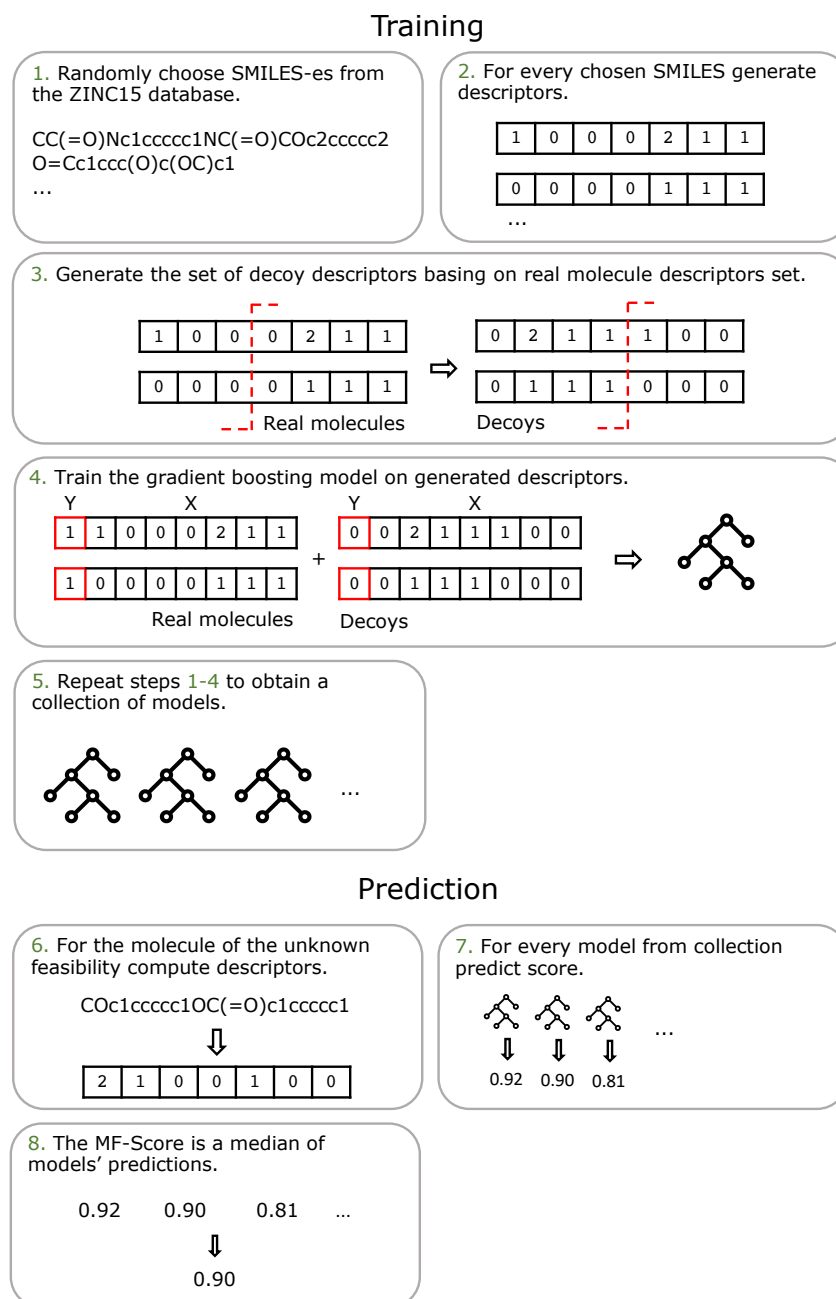 Training
1. Randomly choose SMILES-es from
the ZINC15 database.
CC(=O)Nc1ccccc1NC(=O)COc2ccccc2
O=Cc1ccc(O)c(OC)c1
...
2. For every chosen SMILES generate
descriptors.
1 0 0 0 2 1 1
0 0 0 0 1 1 1
...
3. Generate the set of decoy descriptors basing on real molecule descriptors set.
1 0 0 0 2 1 1
0 0 0 0 1 1 1
Real molecules
0 2 1 1 1 0 0
0 1 1 1 0 0 0
Decoys
4. Train the gradient boosting model on generated descriptors.
Y X
1 1 0 0 0 2 1 1
1 0 0 0 0 1 1 1
Real molecules
+
Y X
0 0 2 1 1 1 0 0
0 0 1 1 1 0 0 0
Decoys
5. Repeat steps 1-4 to obtain a
collection of models.
...
Prediction
6. For the molecule of the unknown
feasibility compute descriptors.
COc1ccccc1OC(=O)c1ccccc1
2 1 0 0 1 0 0
7. For every model from collection
predict score.
...
0.92 0.90 0.81
8. The MF-Score is a median of
models' predictions.
0.92 0.90 0.81 ...
0.90